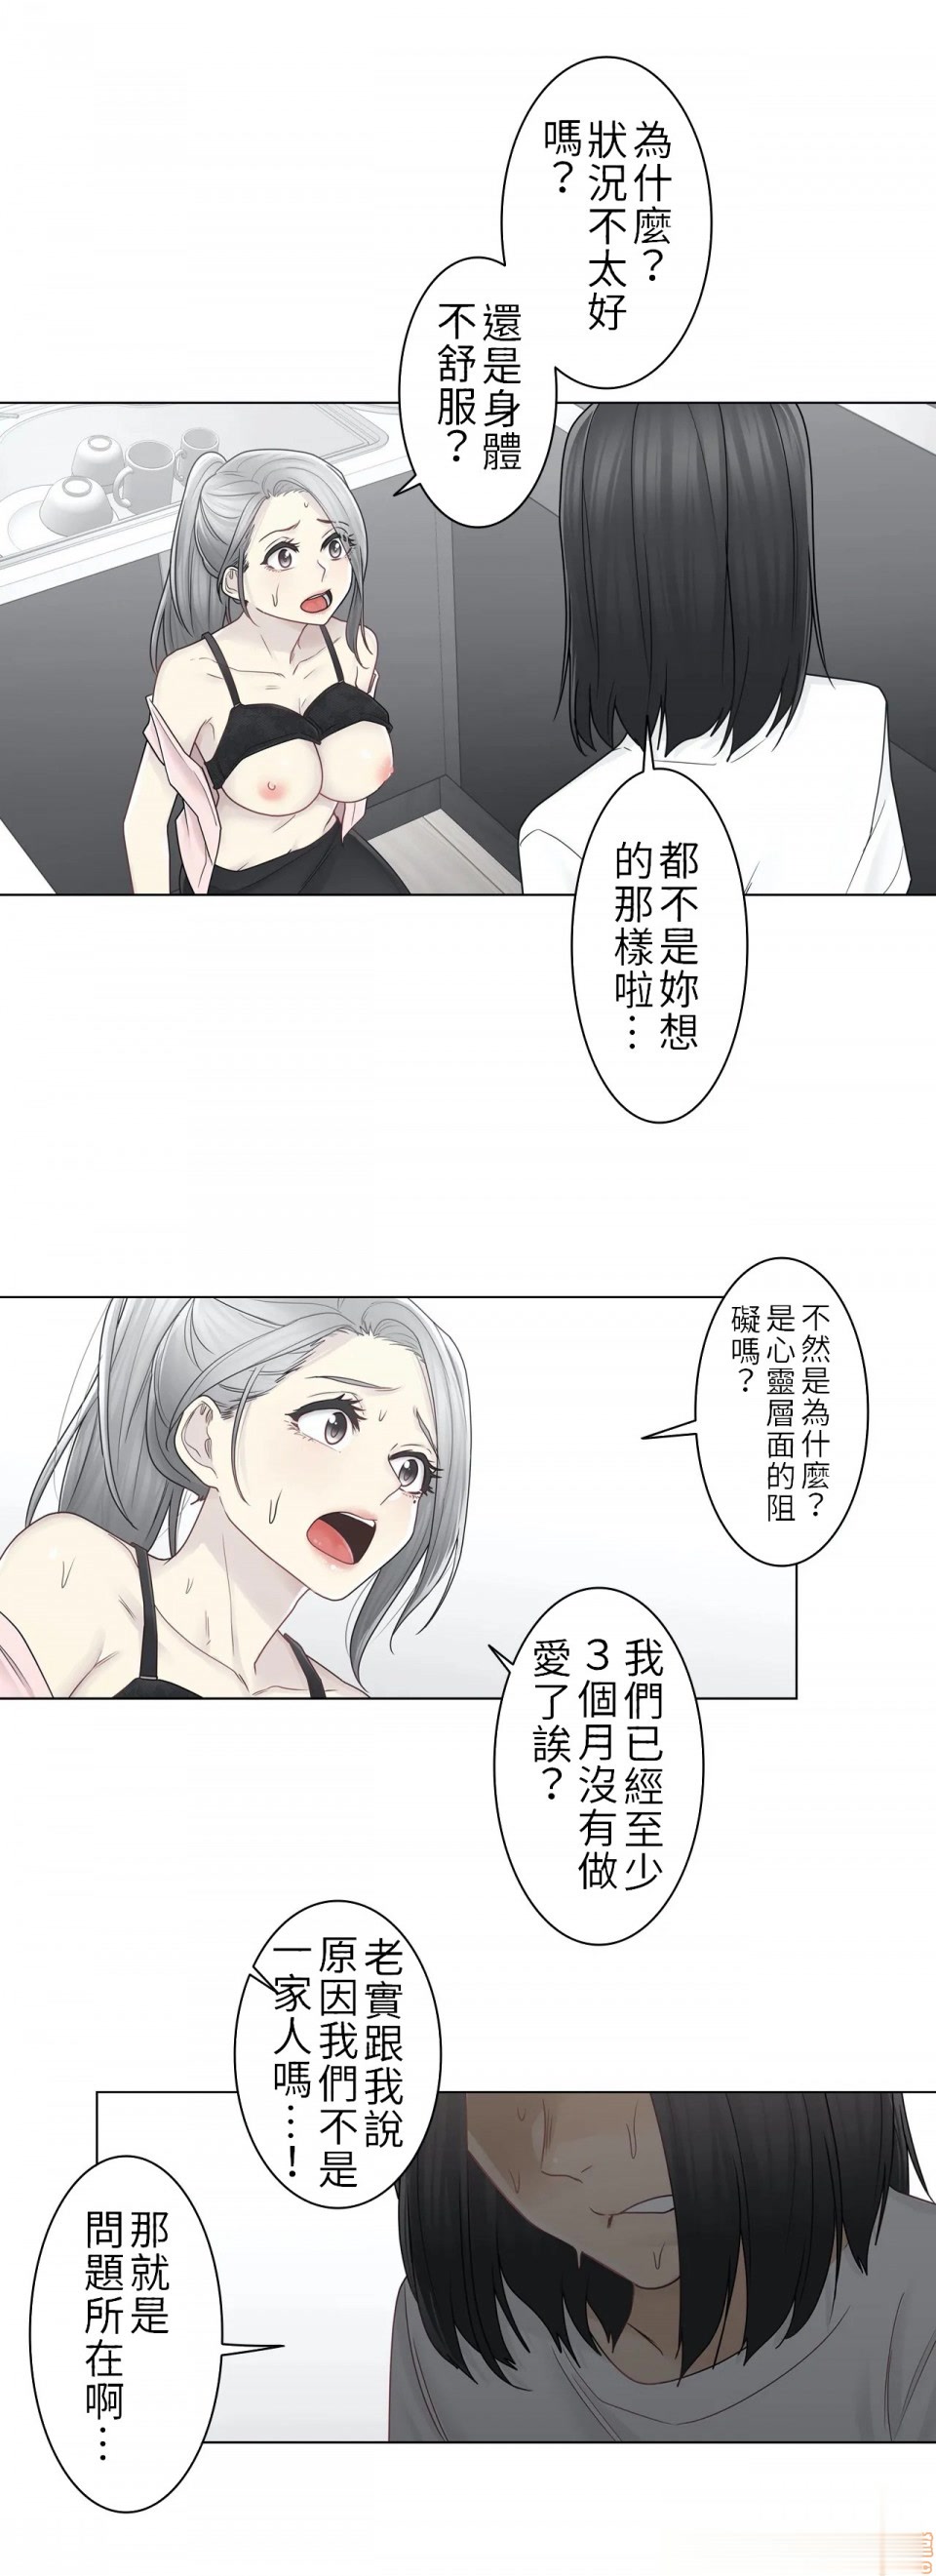 為什麼？
狀況不太好
嗎？
還是身體
不舒服？
都不是妳想
的那樣啦…
不然是為什麼？
是心靈層面的阻
礙嗎？
我們已經至少
３個月沒有做
愛了誒？
老實跟我說
原因我們不是
一家人嗎…！
那就是
問題所在啊…